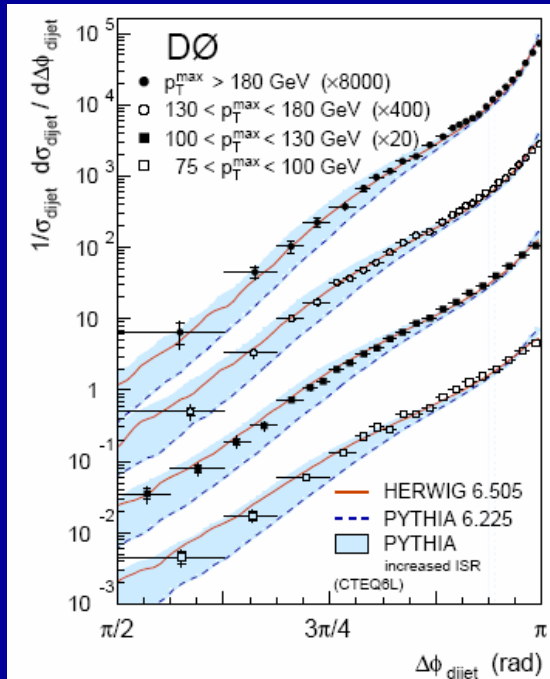 1/σ_dijet dσ_dijet / dΔϕ_dijet
10^5
10^4
10^3
10^2
10
1
10^-1
10^-2
10^-3
DØ
● p_T^max > 180 GeV (×8000)
○ 130 < p_T^max < 180 GeV (×400)
■ 100 < p_T^max < 130 GeV (×20)
□ 75 < p_T^max < 100 GeV
HERWIG 6.505
PYTHIA 6.225
PYTHIA
increased ISR
(CTEQ6L)
π/2 3π/4 π
Δϕ_dijet (rad)